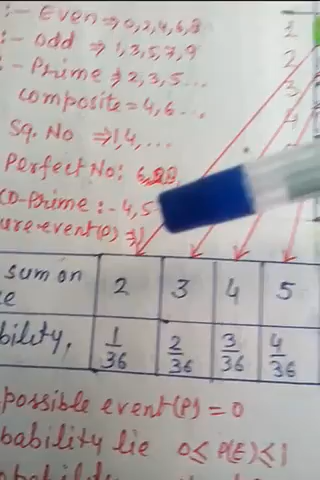 :- Even ⇒ 0,2,4,6,8
:- odd ⇒ 1,3,5,7,9
:- Prime ⇒ 2,3,5...
composite = 4,6...
Sq. No ⇒ 1,4,...
Perfect No: 6,28
co-prime :- 4,5
ure-event(P) ⇒ 1
1
2
3
4
sum on 2 3 4 5
e
bility, 1/36 2/36 3/36 4/36
possible event (P) = 0
bability lie 0 ≤ P(E) ≤ 1